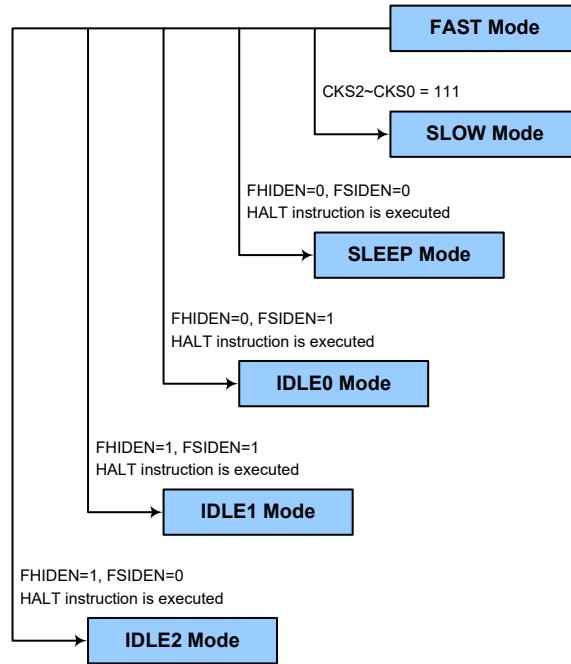 FAST Mode
CKS2~CKS0 = 111
SLOW Mode
FHIDEN=0, FSIDEN=0
HALT instruction is executed
SLEEP Mode
FHIDEN=0, FSIDEN=1
HALT instruction is executed
IDLE0 Mode
FHIDEN=1, FSIDEN=1
HALT instruction is executed
IDLE1 Mode
FHIDEN=1, FSIDEN=0
HALT instruction is executed
IDLE2 Mode